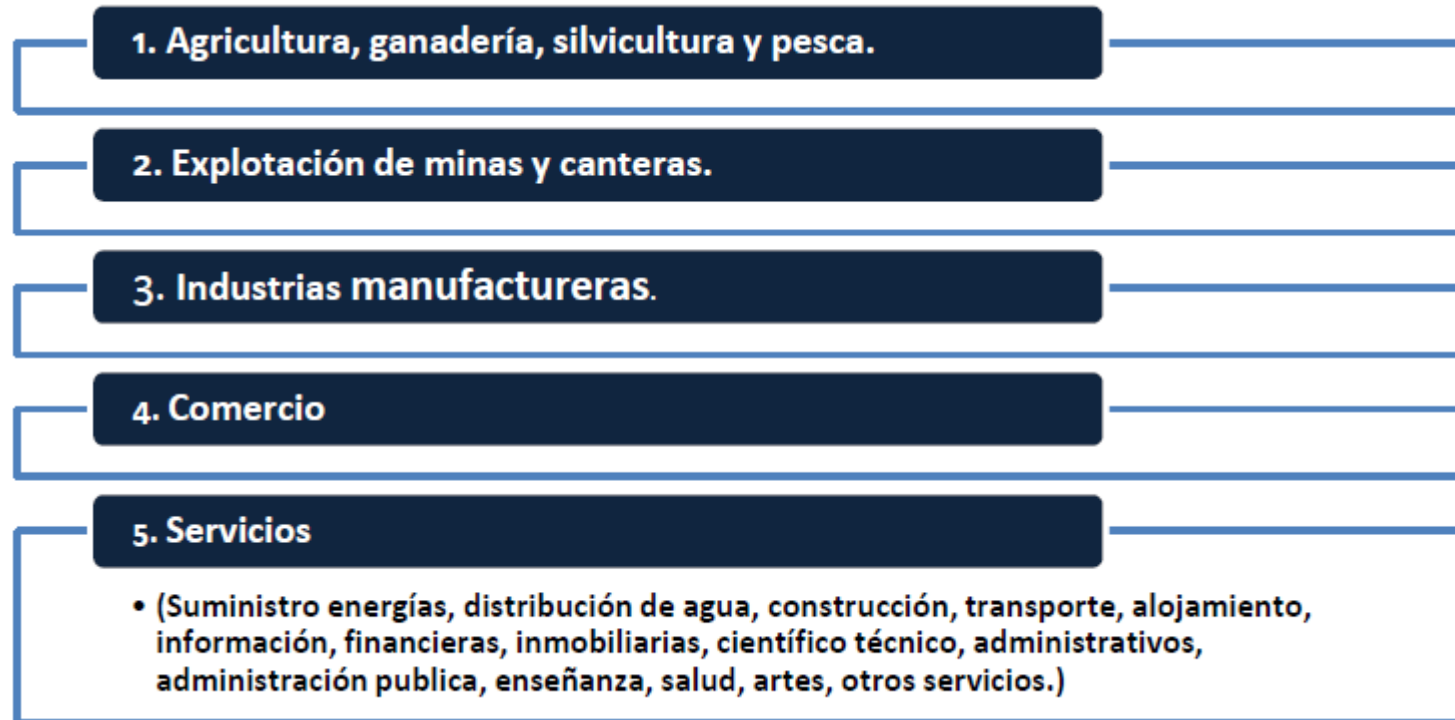 1. Agricultura, ganadería, silvicultura y pesca.
2. Explotación de minas y canteras.
3. Industrias manufactureras.
4. Comercio
5. Servicios
• (Suministro energías, distribución de agua, construcción, transporte, alojamiento,
información, financieras, inmobiliarias, científico técnico, administrativos,
administración publica, enseñanza, salud, artes, otros servicios.)